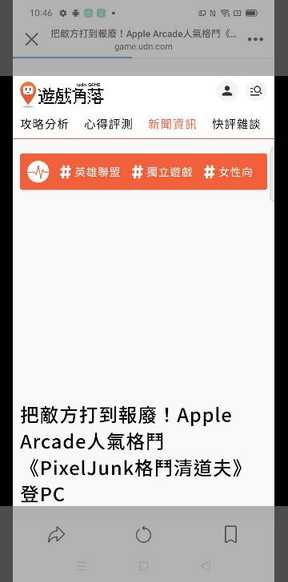 10:46
把敵方打到報廢！Apple Arcade人氣格鬥《...
game.udn.com
udn GAME
遊戲角落
攻略分析 心得評測 新聞資訊 快評雜談
#英雄聯盟 #獨立遊戲 #女性向
把敵方打到報廢！Apple
Arcade人氣格鬥
《PixelJunk格鬥清道夫》
登PC